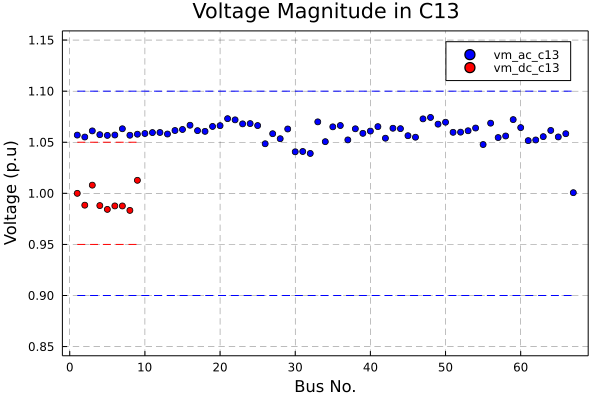 Voltage Magnitude in C13
vm_ac_c13
vm_dc_c13
1.15
1.10
1.05
1.00
0.95
0.90
0.85
Voltage (p.u)
0 10 20 30 40 50 60
Bus No.